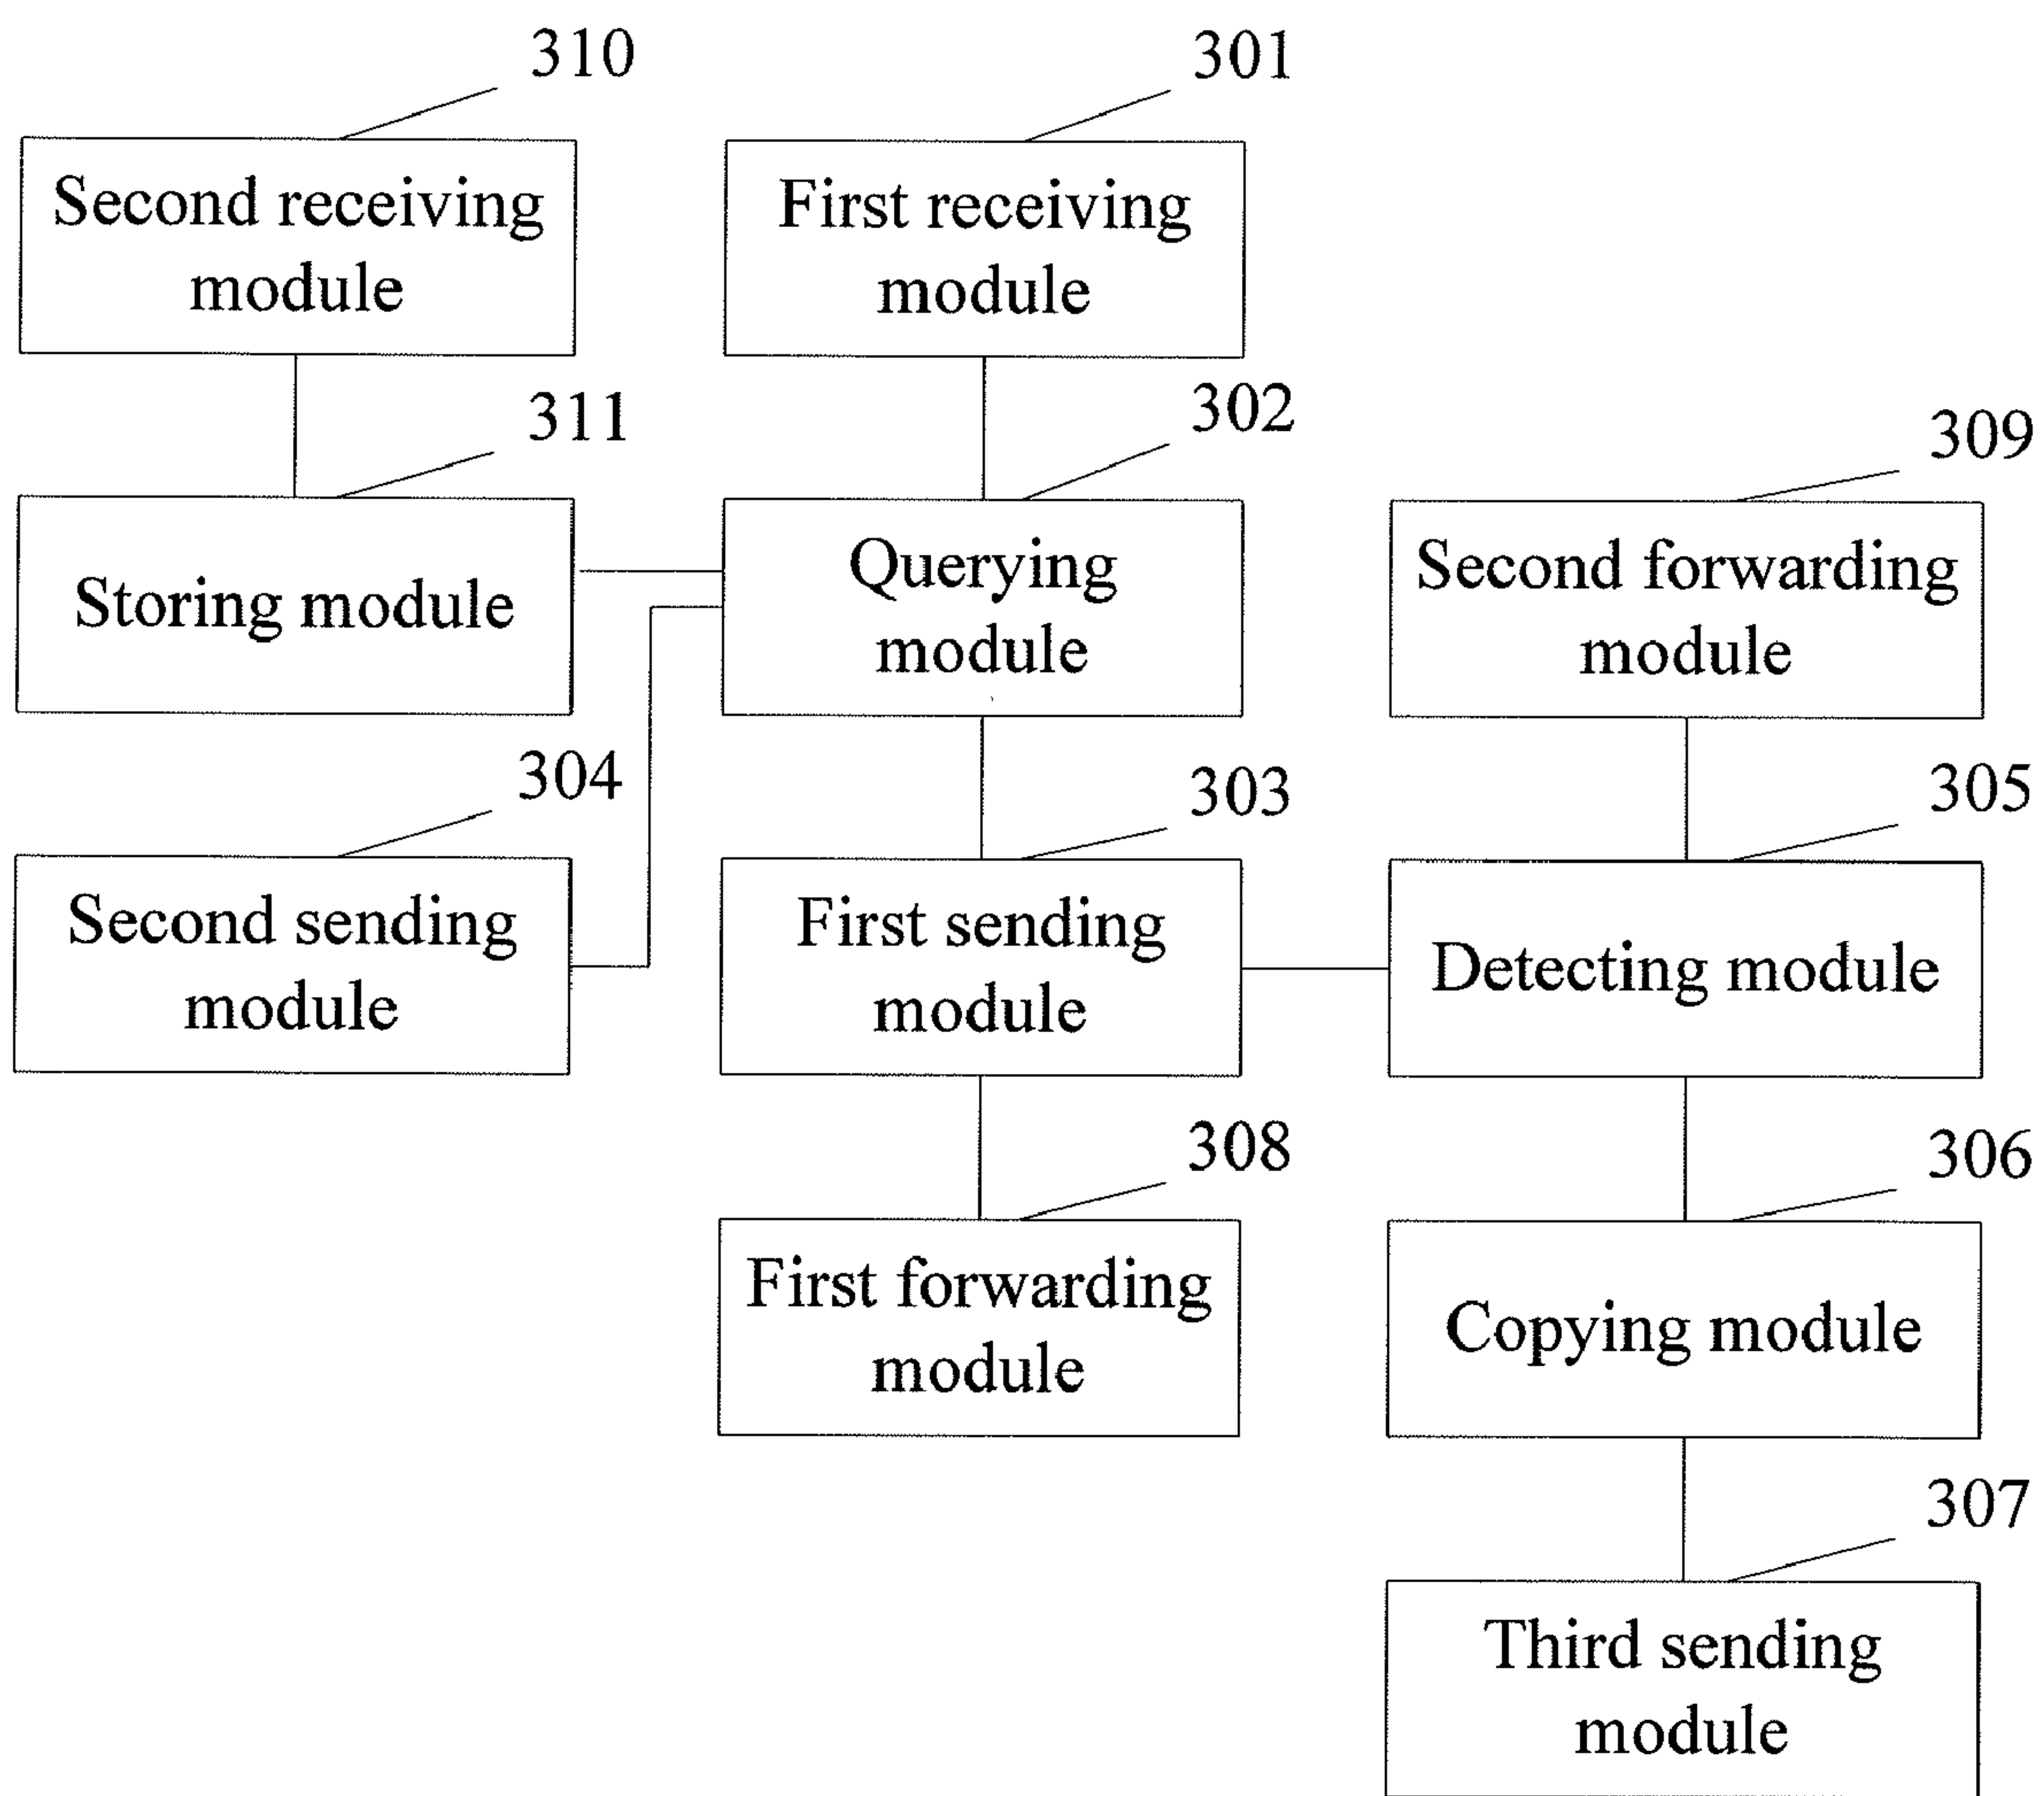 310
301
Second receiving
module
First receiving
module
311
302
309
Storing module
Querying
module
Second forwarding
module
304
303
305
Second sending
module
First sending
module
Detecting module
308
306
First forwarding
module
Copying module
307
Third sending
module